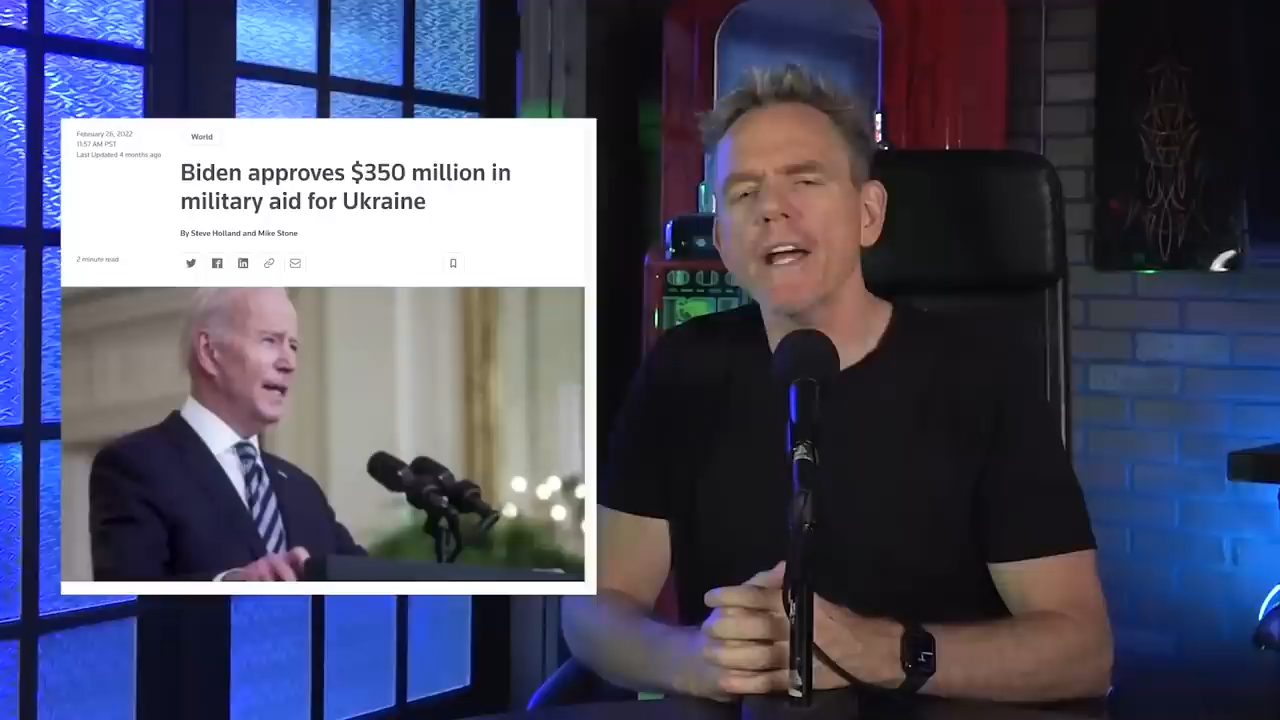 February 26, 2022
11:57 AM PST
Last Updated 4 months ago
World
Biden approves $350 million in
military aid for Ukraine
By Steve Holland and Mike Stone
2 minute read